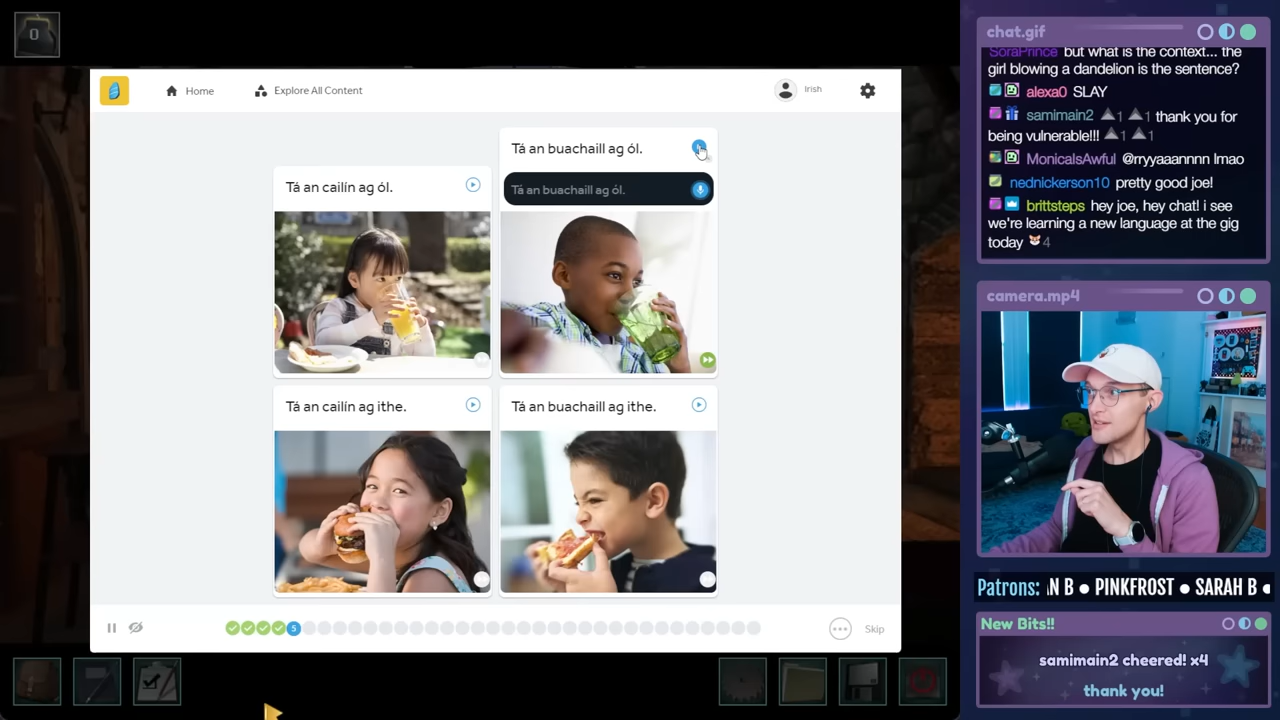 0
Home
Explore All Content
Irish
Tá an buachaill ag ól.
Tá an buachaill ag ól.
Tá an cailín ag ól.
Tá an cailín ag ithe.
Tá an buachaill ag ithe.
5
Skip
chat.gif
SoraPrince but what is the context... the
girl blowing a dandelion is the sentence?
alexa0 SLAY
samimain2 1 1 thank you for
being vulnerable!!! 1 1
MonicaIsAwful @rryyaaannnn lmao
nednickerson10 pretty good joe!
brittsteps hey joe, hey chat! i see
we're learning a new language at the gig
today 4
camera.mp4
Patrons: N B ● PINKFROST ● SARAH B ●
New Bits!!
samimain2 cheered! x4
thank you!